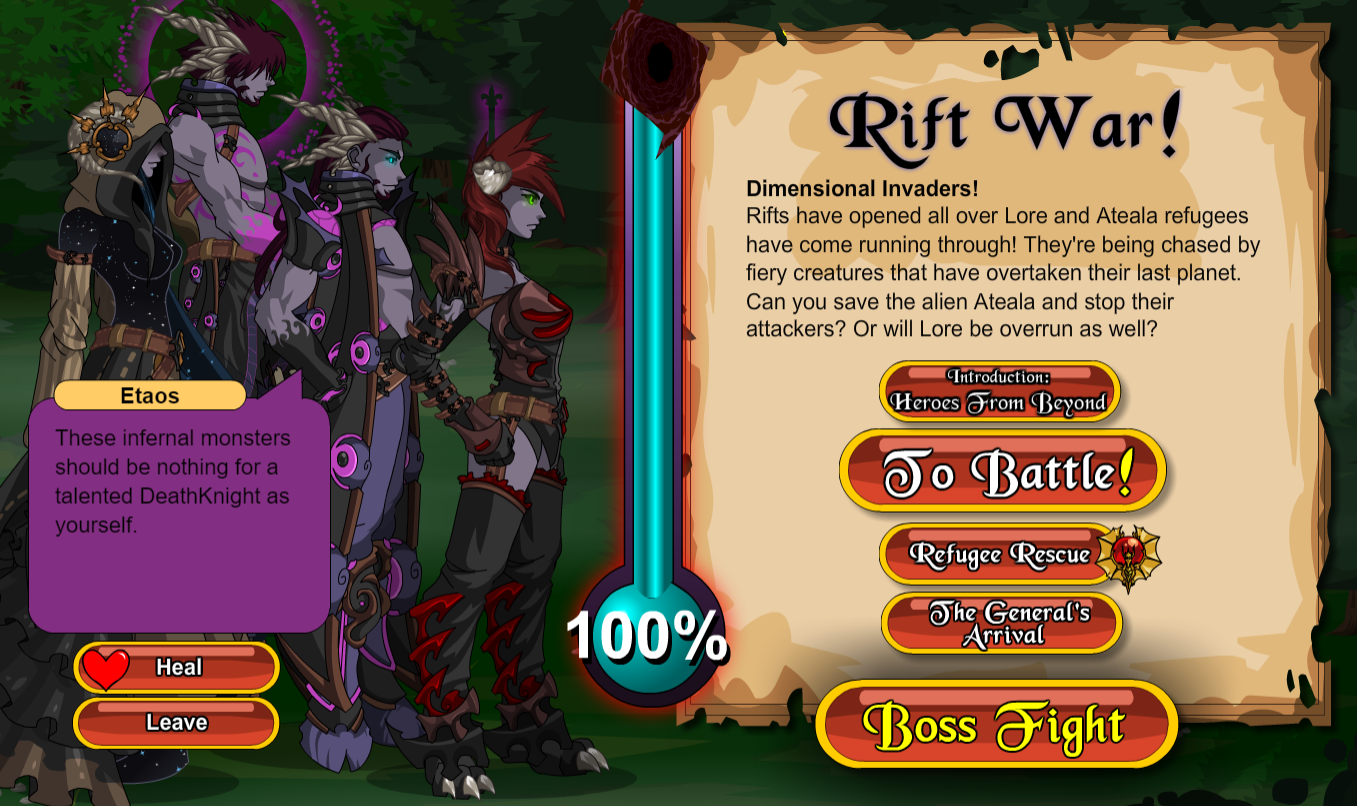 Rift War!
Dimensional Invaders!
Rifts have opened all over Lore and Ateala refugees
have come running through! They're being chased by
fiery creatures that have overtaken their last planet.
Can you save the alien Ateala and stop their
attackers? Or will Lore be overrun as well?
Introduction:
Heroes From Beyond
To Battle!
Refugee Rescue
The General's
Arrival
Boss Fight
100%
Etaos
These infernal monsters
should be nothing for a
talented DeathKnight as
yourself.
Heal
Leave